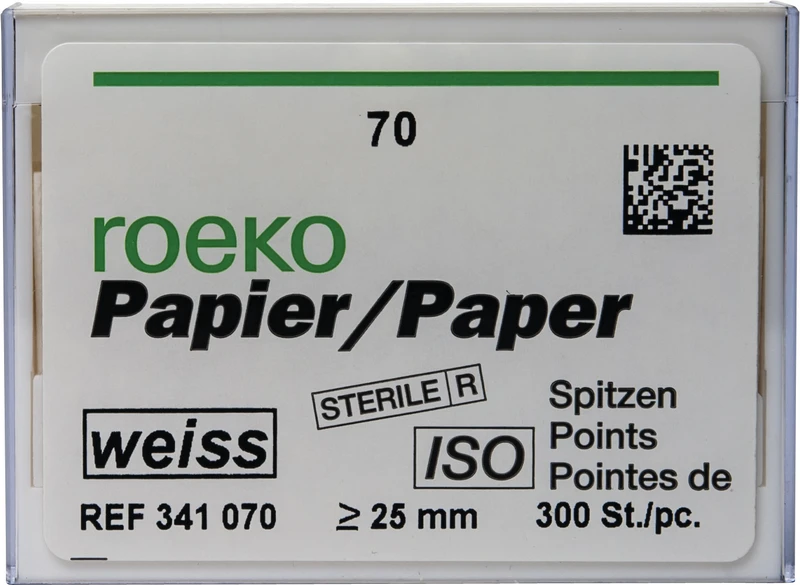 70
roeko
Papier/Paper
STERILE R
weiss
ISO
Spitzen
Points
Pointes de
REF 341 070
≥ 25 mm
300 St./pc.